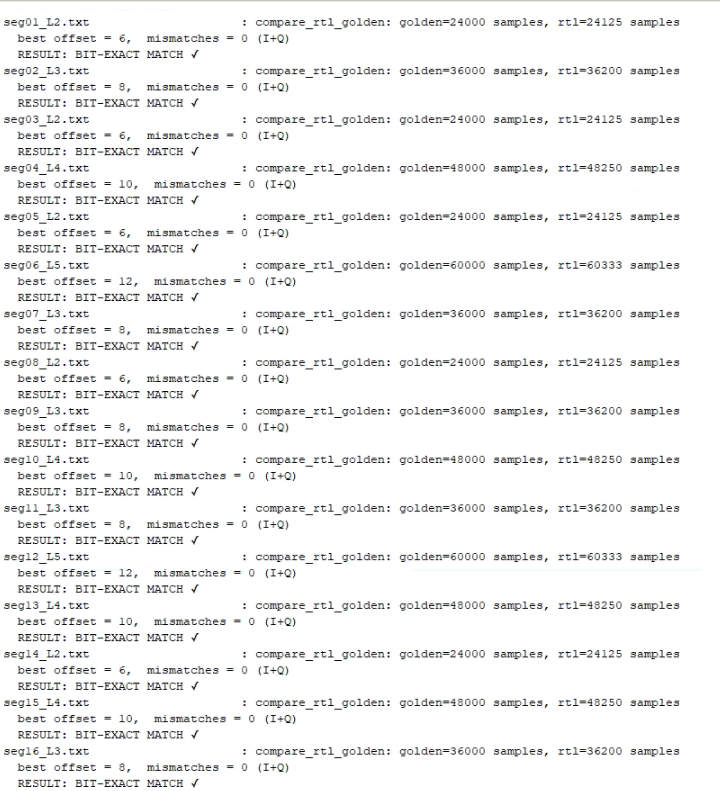 seg01_L2.txt : compare_rtl_golden: golden=24000 samples, rtl=24125 samples
best offset = 6, mismatches = 0 (I+Q)
RESULT: BIT-EXACT MATCH ✓
seg02_L3.txt : compare_rtl_golden: golden=36000 samples, rtl=36200 samples
best offset = 8, mismatches = 0 (I+Q)
RESULT: BIT-EXACT MATCH ✓
seg03_L2.txt : compare_rtl_golden: golden=24000 samples, rtl=24125 samples
best offset = 6, mismatches = 0 (I+Q)
RESULT: BIT-EXACT MATCH ✓
seg04_L4.txt : compare_rtl_golden: golden=48000 samples, rtl=48250 samples
best offset = 10, mismatches = 0 (I+Q)
RESULT: BIT-EXACT MATCH ✓
seg05_L2.txt : compare_rtl_golden: golden=24000 samples, rtl=24125 samples
best offset = 6, mismatches = 0 (I+Q)
RESULT: BIT-EXACT MATCH ✓
seg06_L5.txt : compare_rtl_golden: golden=60000 samples, rtl=60333 samples
best offset = 12, mismatches = 0 (I+Q)
RESULT: BIT-EXACT MATCH ✓
seg07_L3.txt : compare_rtl_golden: golden=36000 samples, rtl=36200 samples
best offset = 8, mismatches = 0 (I+Q)
RESULT: BIT-EXACT MATCH ✓
seg08_L2.txt : compare_rtl_golden: golden=24000 samples, rtl=24125 samples
best offset = 6, mismatches = 0 (I+Q)
RESULT: BIT-EXACT MATCH ✓
seg09_L3.txt : compare_rtl_golden: golden=36000 samples, rtl=36200 samples
best offset = 8, mismatches = 0 (I+Q)
RESULT: BIT-EXACT MATCH ✓
seg10_L4.txt : compare_rtl_golden: golden=48000 samples, rtl=48250 samples
best offset = 10, mismatches = 0 (I+Q)
RESULT: BIT-EXACT MATCH ✓
seg11_L3.txt : compare_rtl_golden: golden=36000 samples, rtl=36200 samples
best offset = 8, mismatches = 0 (I+Q)
RESULT: BIT-EXACT MATCH ✓
seg12_L5.txt : compare_rtl_golden: golden=60000 samples, rtl=60333 samples
best offset = 12, mismatches = 0 (I+Q)
RESULT: BIT-EXACT MATCH ✓
seg13_L4.txt : compare_rtl_golden: golden=48000 samples, rtl=48250 samples
best offset = 10, mismatches = 0 (I+Q)
RESULT: BIT-EXACT MATCH ✓
seg14_L2.txt : compare_rtl_golden: golden=24000 samples, rtl=24125 samples
best offset = 6, mismatches = 0 (I+Q)
RESULT: BIT-EXACT MATCH ✓
seg15_L4.txt : compare_rtl_golden: golden=48000 samples, rtl=48250 samples
best offset = 10, mismatches = 0 (I+Q)
RESULT: BIT-EXACT MATCH ✓
seg16_L3.txt : compare_rtl_golden: golden=36000 samples, rtl=36200 samples
best offset = 8, mismatches = 0 (I+Q)
RESULT: BIT-EXACT MATCH ✓